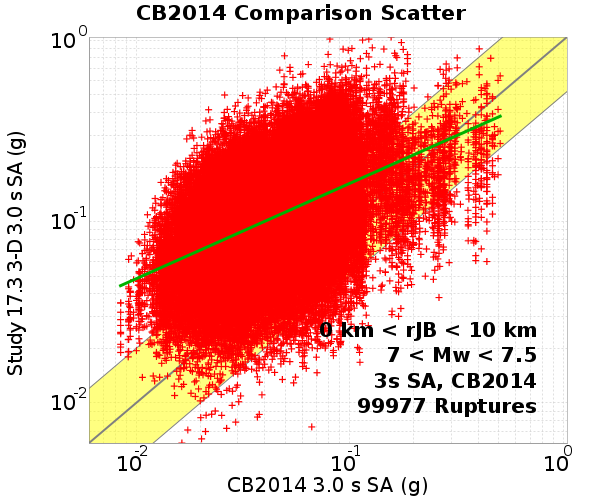 CB2014 Comparison Scatter
10^0
10^-1
10^-2
Study 17.3 3-D 3.0 s SA (g)
0 km < rJB < 10 km
7 < Mw < 7.5
3s SA, CB2014
99977 Ruptures
10^-2 10^-1 10^0
CB2014 3.0 s SA (g)